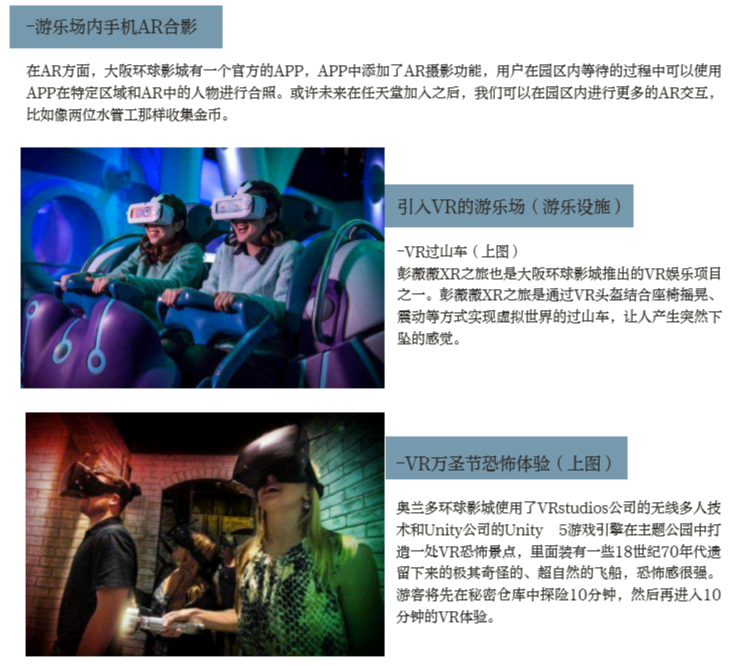 -游乐场内手机AR合影
在AR方面，大阪环球影城有一个官方的APP，APP中添加了AR摄影功能，用户在园区内等待的过程中可以使用
APP在特定区域和AR中的人物进行合照。或许未来在任天堂加入之后，我们可以在园区内进行更多的AR交互，
比如像两位水管工那样收集金币。
引入VR的游乐场（游乐设施）
-VR过山车（上图）
彭薇薇XR之旅也是大阪环球影城推出的VR娱乐项目
之一。彭薇薇XR之旅是通过VR头盔结合座椅摇晃、
震动等方式实现虚拟世界的过山车，让人产生突然下
坠的感觉。
-VR万圣节恐怖体验（上图）
奥兰多环球影城使用了VRstudios公司的无线多人技
术和Unity公司的Unity 5游戏引擎在主题公园中打
造一处VR恐怖景点，里面装有一些18世纪70年代遗
留下来的极其奇怪的、超自然的飞船，恐怖感很强。
游客将先在秘密仓库中探险10分钟，然后再进入10
分钟的VR体验。